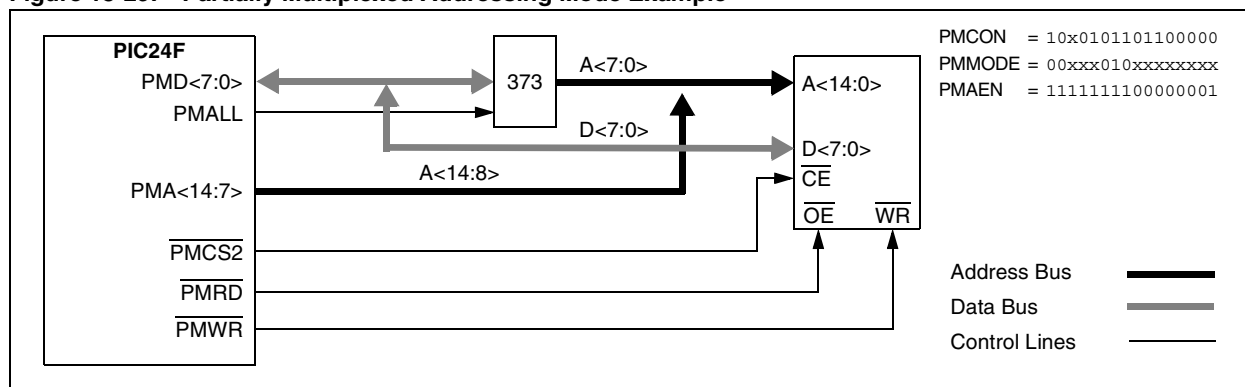 Figure 13-29: Partially Multiplexed Addressing Mode Example
PIC24F
PMD<7:0>
PMALL
PMA<14:7>
PMCS2
PMRD
PMWR
373
A<7:0>
D<7:0>
A<14:8>
A<14:0>
D<7:0>
CE
OE WR
PMCON = 10x0101101100000
PMMODE = 00xxx010xxxxxxxx
PMAEN = 1111111100000001
Address Bus
Data Bus
Control Lines